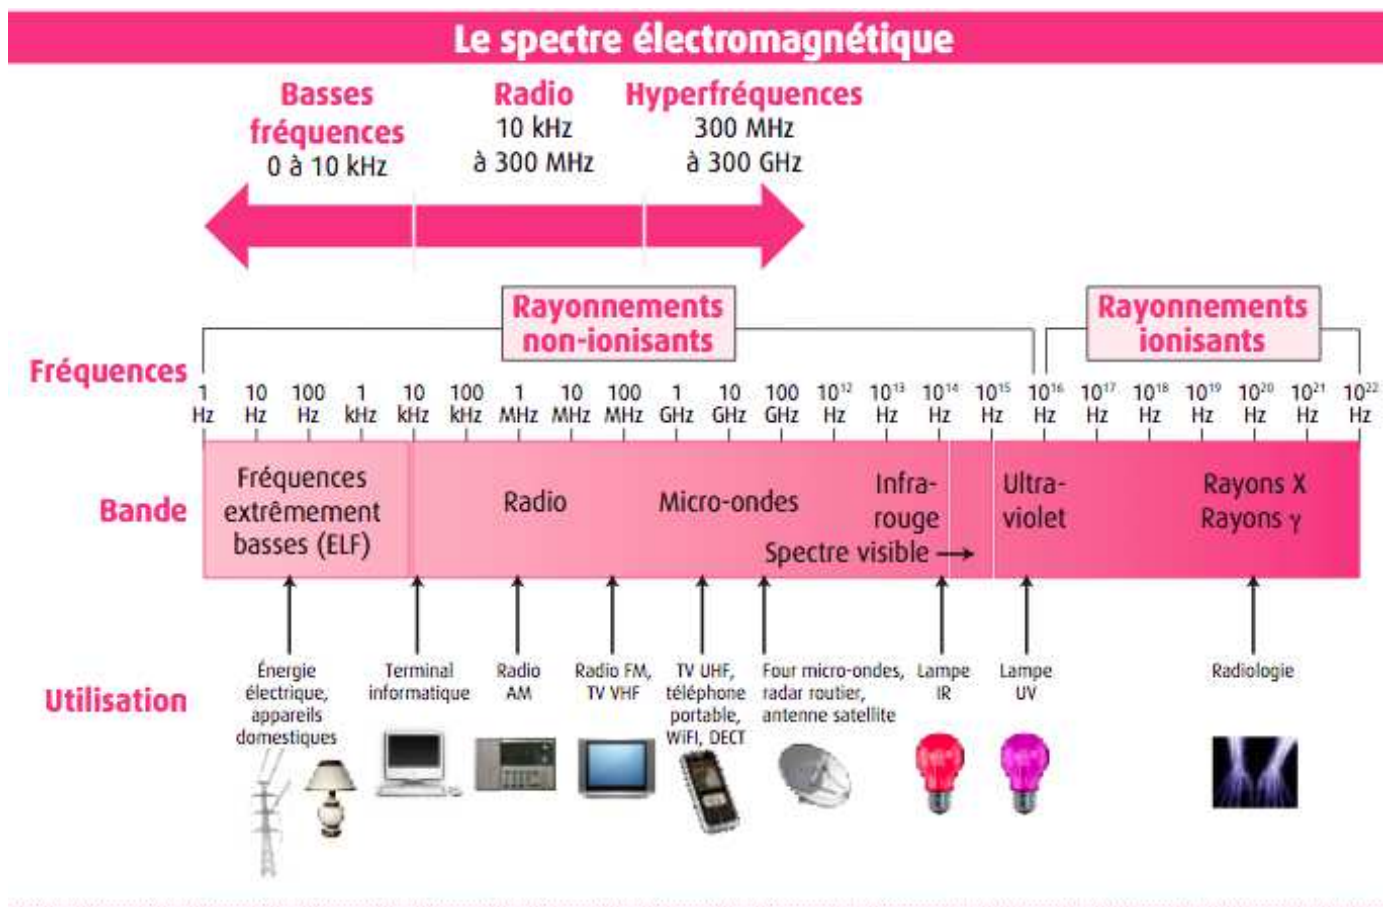 Le spectre électromagnétique
Basses
fréquences
0 à 10 kHz
Radio
10 kHz
à 300 MHz
Hyperfréquences
300 MHz
à 300 GHz
Rayonnements
non-ionisants
Rayonnements
ionisants
Fréquences
1 Hz
10 Hz
100 Hz
1 kHz
10 kHz
100 kHz
1 MHz
10 MHz
100 MHz
1 GHz
10 GHz
100 GHz
10¹² Hz
10¹³ Hz
10¹⁴ Hz
10¹⁵ Hz
10¹⁶ Hz
10¹⁷ Hz
10¹⁸ Hz
10¹⁹ Hz
10²⁰ Hz
10²¹ Hz
10²² Hz
Bande
Fréquences
extrêmement
basses (ELF)
Radio
Micro-ondes
Infra-
rouge
Spectre visible
Ultra-
violet
Rayons X
Rayons γ
Utilisation
Énergie
électrique,
appareils
domestiques
Terminal
informatique
Radio
AM
Radio FM,
TV VHF
TV UHF,
téléphone
portable,
WiFI, DECT
Four micro-ondes,
radar routier,
antenne satellite
Lampe
IR
Lampe
UV
Radiologie